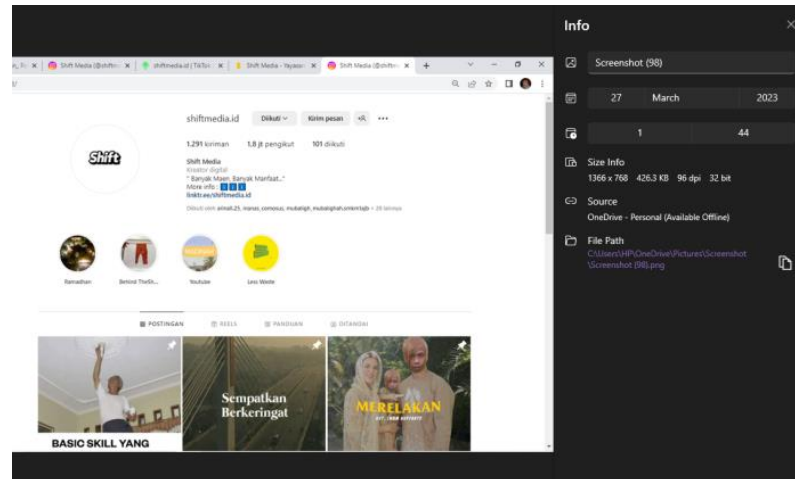 Info
Shift Media (@shiftm
shiftmedia.id | TikTok
Shift Media - Yayasan
Shift Media (@shiftm
shiftmedia.id
Diikuti
Kirim pesan
1.291 kiriman 1.8 jt pengikut 101 diikuti
Shift
Shift Media
Kreator digital
" Banyak Maen, Banyak Manfaat.."
More info :
linktr.ee/shiftmedia.id
Ramadhan
Behind TheSh...
Youtube
Less Waste
POSTINGAN
REELS
PANDUAN
DITANDAI
BASIC SKILL YANG
Sempatkan
Berkeringat
MERELAKAN
Screenshot (98)
27 March 2023
1 44
Size Info
1366 x 768 426.3 KB 96 dpi 32 bit
Source
OneDrive - Personal (Available Offline)
File Path
C:\Users\HP\OneDrive\Pictures\Screenshot
\Screenshot (98).png